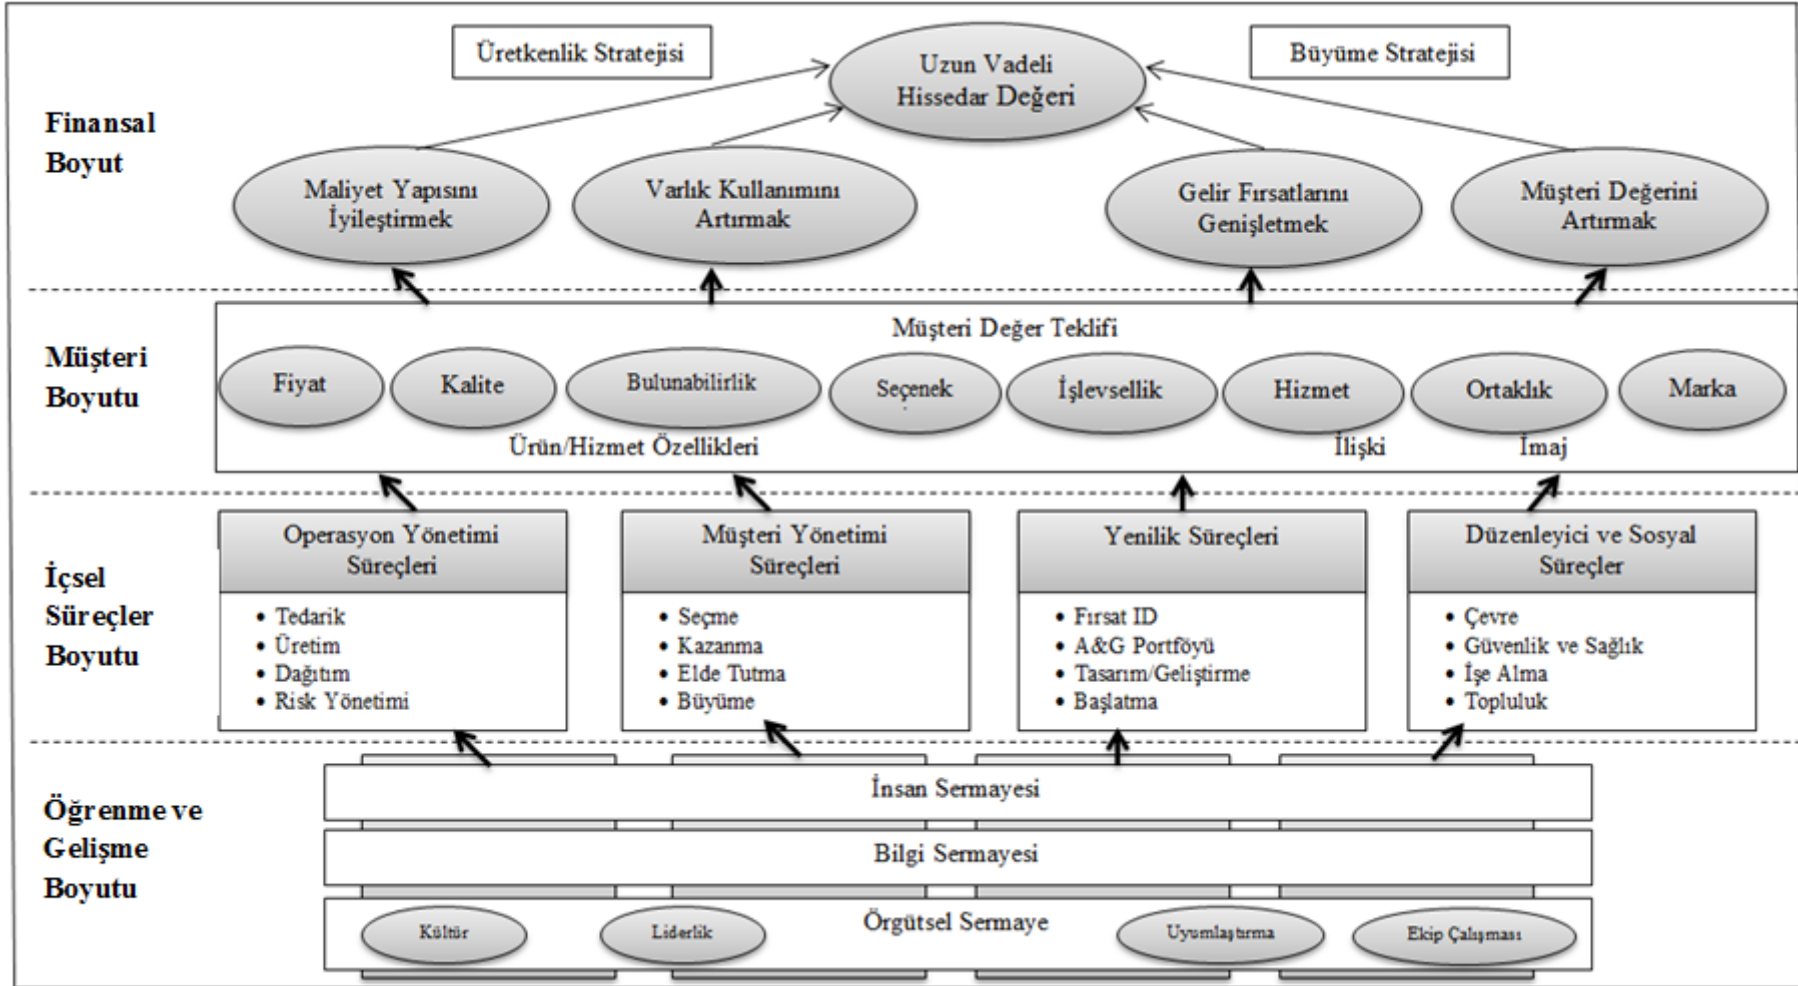 Üretkenlik Stratejisi
Uzun Vadeli
Hissedar Değeri
Büyüme Stratejisi
Finansal
Boyut
Maliyet Yapısını
İyileştirmek
Varlık Kullanımını
Artırmak
Gelir Fırsatlarını
Genişletmek
Müşteri Değerini
Artırmak
Müşteri
Boyutu
Müşteri Değer Teklifi
Fiyat
Kalite
Bulunabilirlik
Seçenek
İşlevsellik
Hizmet
Ortaklık
Marka
Ürün/Hizmet Özellikleri
İlişki
İmaj
İçsel
Süreçler
Boyutu
Operasyon Yönetimi
Süreçleri
• Tedarik
• Üretim
• Dağıtım
• Risk Yönetimi
Müşteri Yönetimi
Süreçleri
• Seçme
• Kazanma
• Elde Tutma
• Büyüme
Yenilik Süreçleri
• Fırsat ID
• A&G Portföyü
• Tasarım/Geliştirme
• Başlatma
Düzenleyici ve Sosyal
Süreçler
• Çevre
• Güvenlik ve Sağlık
• İşe Alma
• Topluluk
Öğrenme ve
Gelişme
Boyutu
İnsan Sermayesi
Bilgi Sermayesi
Örgütsel Sermaye
Kültür
Liderlik
Uyumlaştırma
Ekip Çalışması